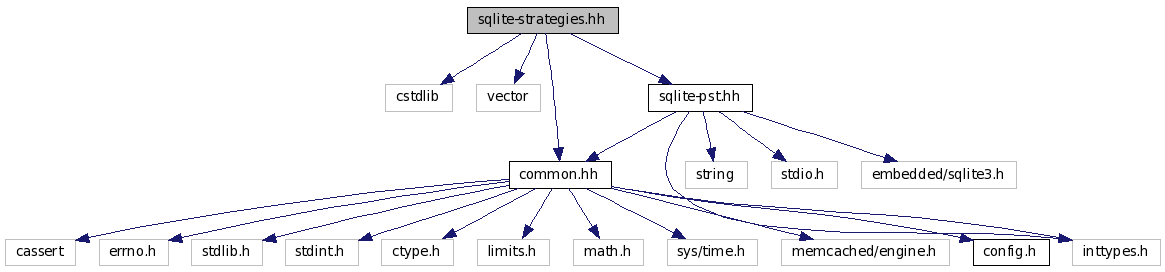 sqlite-strategies.hh
cstdlib
vector
sqlite-pst.hh
common.hh
string
stdio.h
embedded/sqlite3.h
cassert
errno.h
stdlib.h
stdint.h
ctype.h
limits.h
math.h
sys/time.h
memcached/engine.h
config.h
inttypes.h